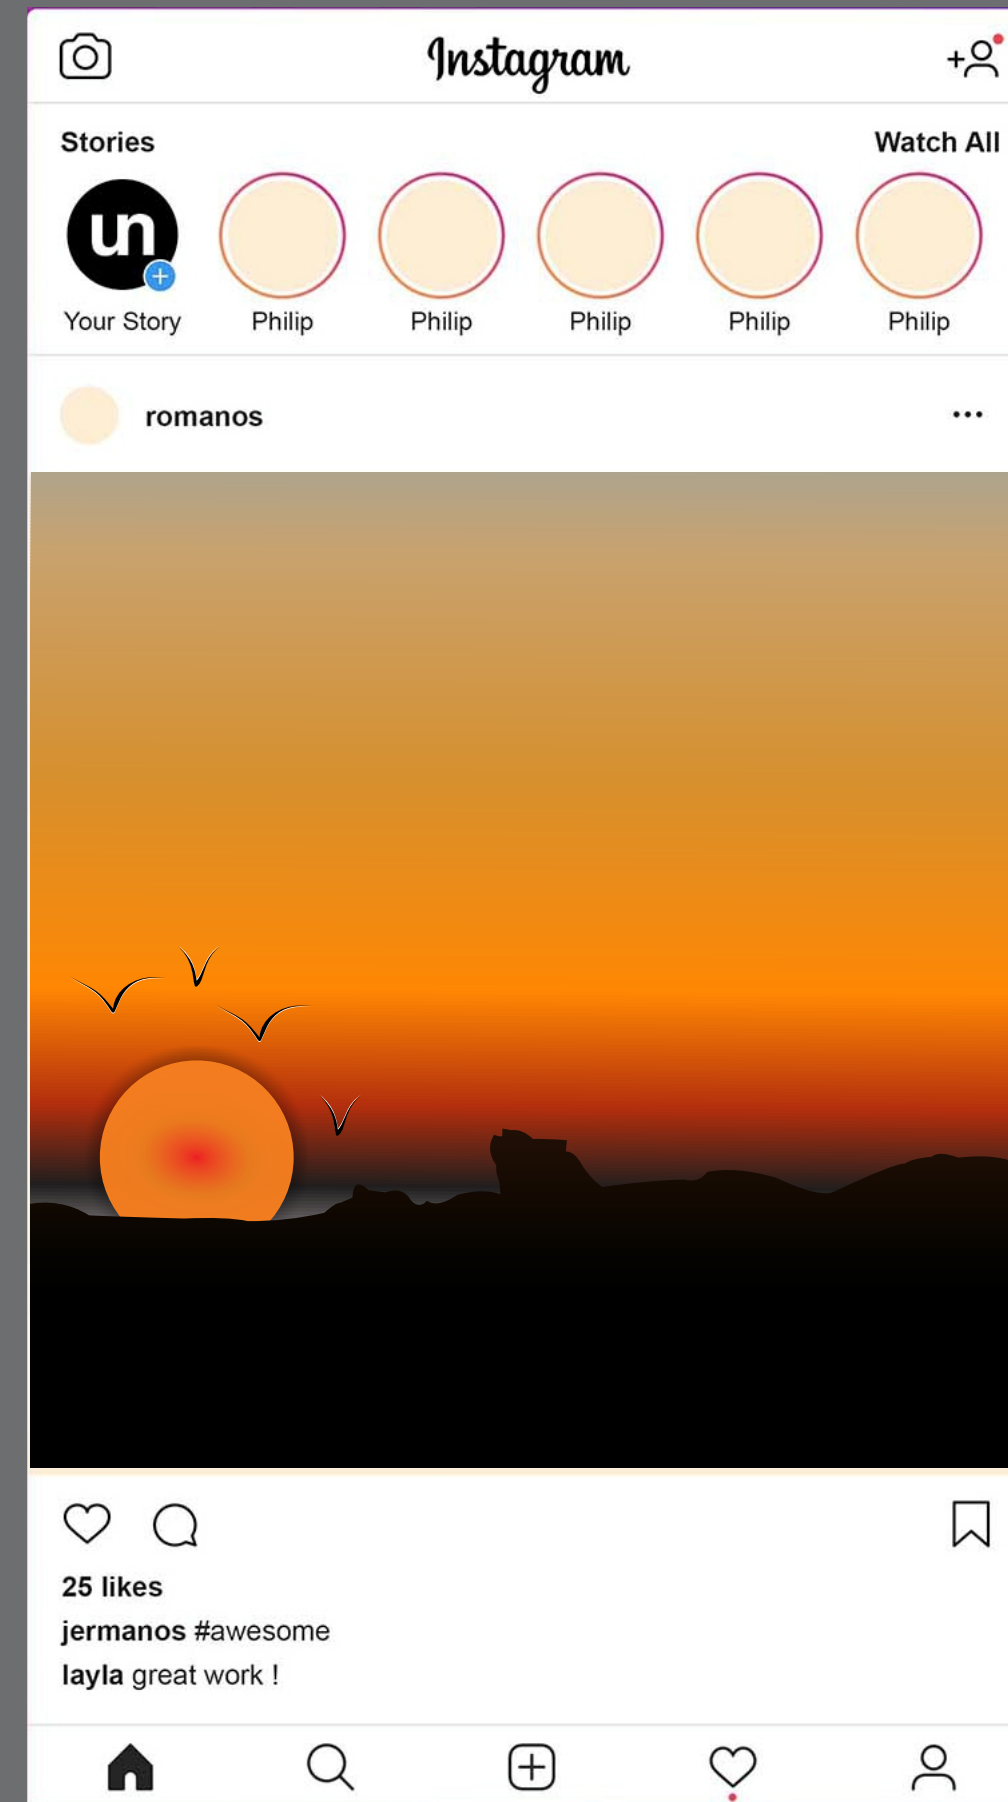 Instagram
Stories Watch All
un
Your Story Philip Philip Philip Philip Philip
romanos
25 likes
jermanos #awesome
layla great work !